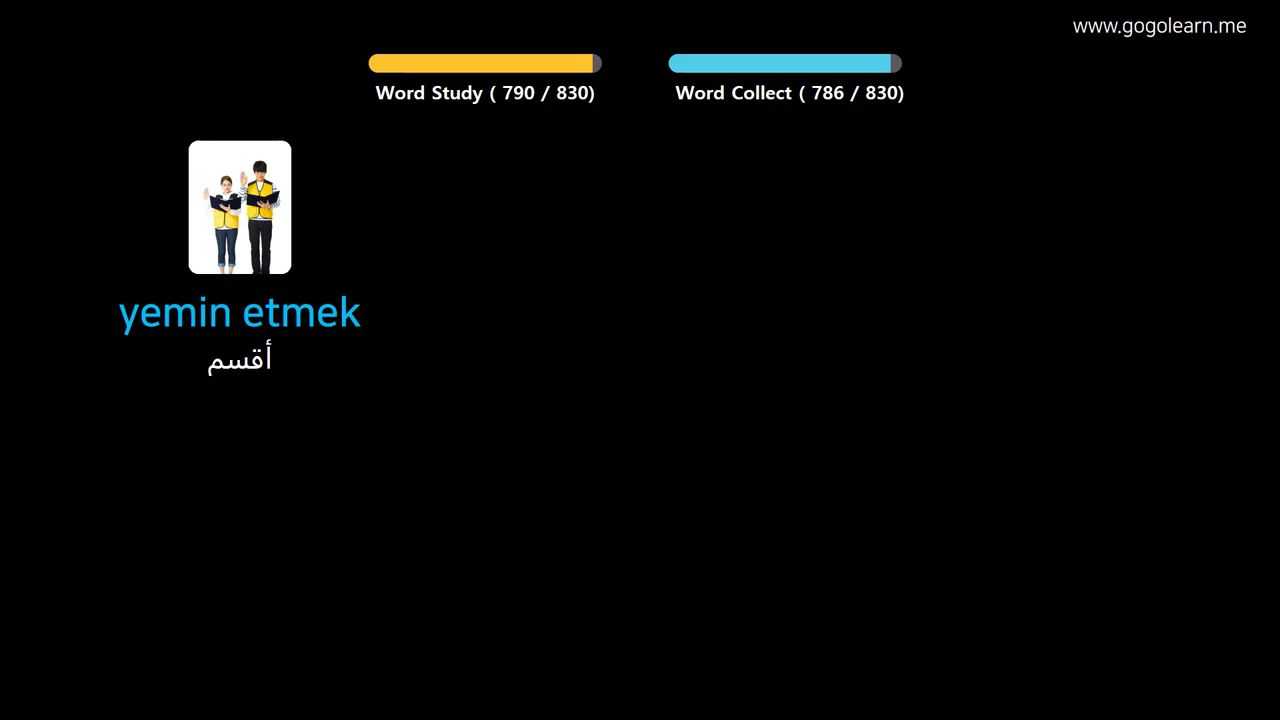 www.gogolearn.me
Word Study ( 790 / 830)
Word Collect ( 786 / 830)
yemin etmek
أقسم